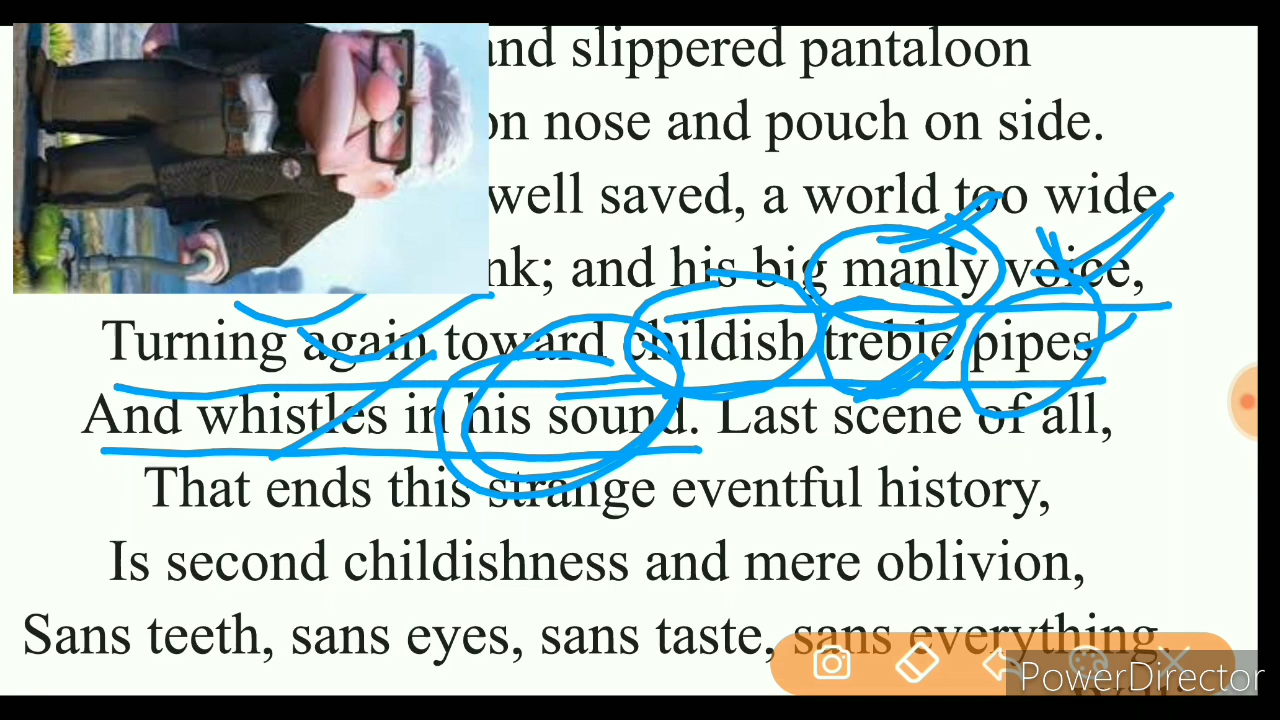 and slippered pantaloon
on nose and pouch on side.
well saved, a world too wide
nk; and his big manly voice,
Turning again toward childish treble pipes
And whistles in his sound. Last scene of all,
That ends this strange eventful history,
Is second childishness and mere oblivion,
Sans teeth, sans eyes, sans taste, sans everything.
PowerDirector